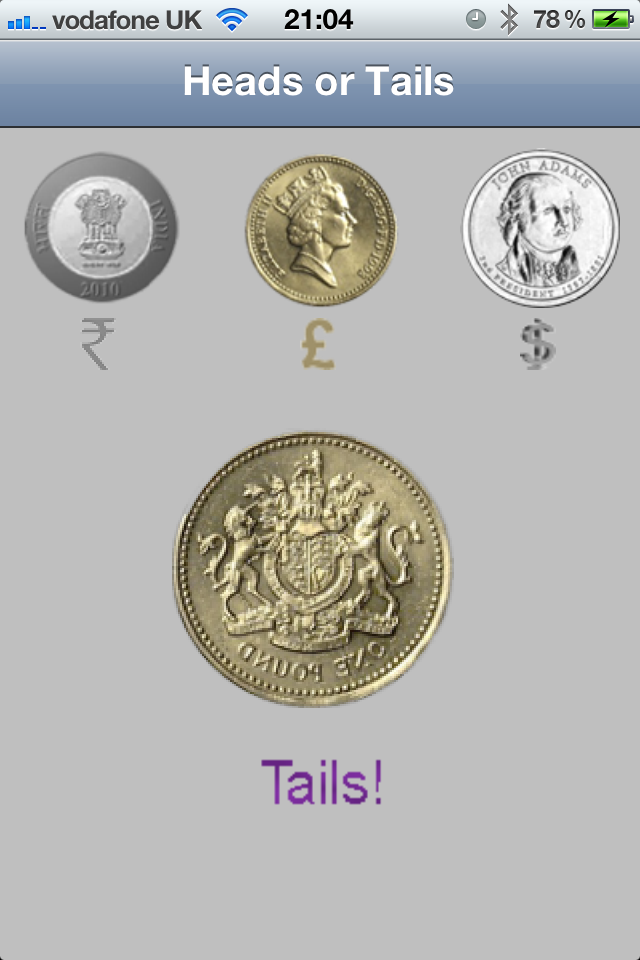 vodafone UK 21:04 78%
Heads or Tails
भारत INDIA
2010
ELIZABETH II D·G·REG·F·D·1993
JOHN ADAMS
2nd PRESIDENT 1797-1801
₹ £ $
ONE POUND
Tails!